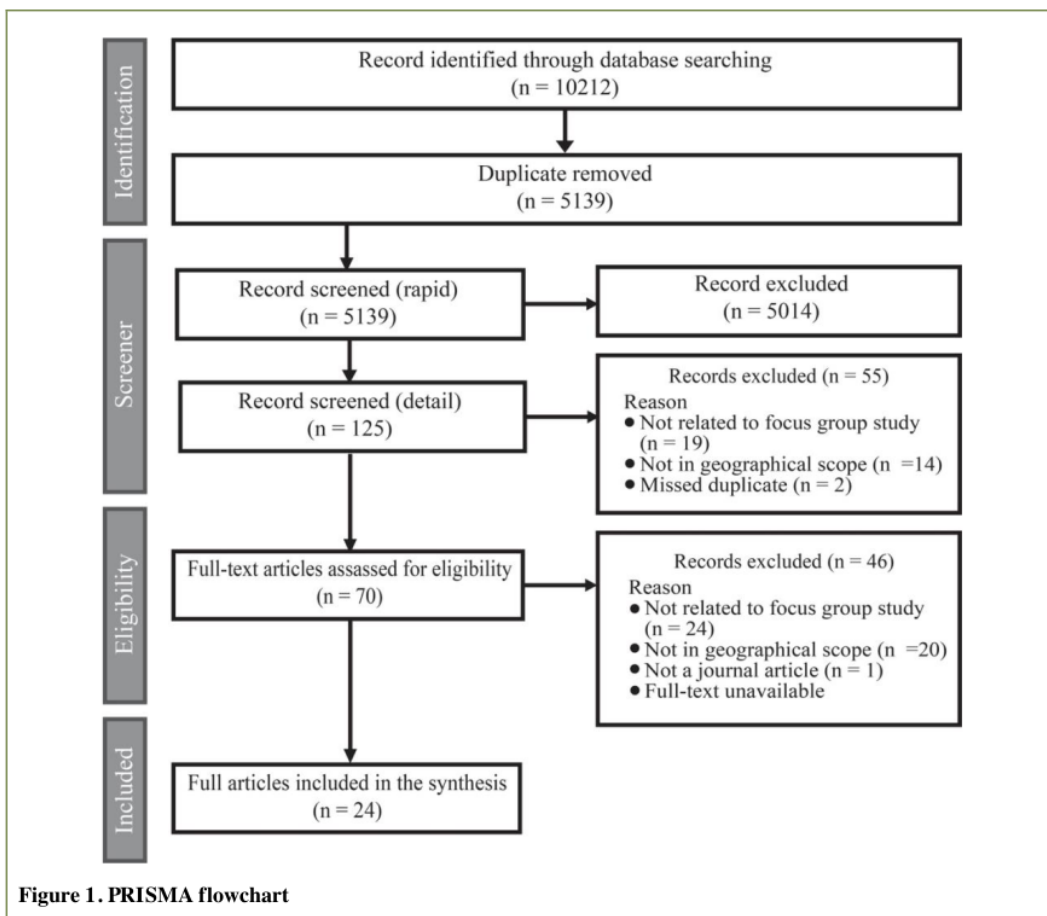 Identification
Record identified through database searching
(n = 10212)
Duplicate removed
(n = 5139)
Screener
Record screened (rapid)
(n = 5139)
Record excluded
(n = 5014)
Record screened (detail)
(n = 125)
Records excluded (n = 55)
Reason
● Not related to focus group study
(n = 19)
● Not in geographical scope (n =14)
● Missed duplicate (n = 2)
Eligibility
Full-text articles assassed for eligibility
(n = 70)
Records excluded (n = 46)
Reason
● Not related to focus group study
(n = 24)
● Not in geographical scope (n =20)
● Not a journal article (n = 1)
● Full-text unavailable
Included
Full articles included in the synthesis
(n = 24)
Figure 1. PRISMA flowchart